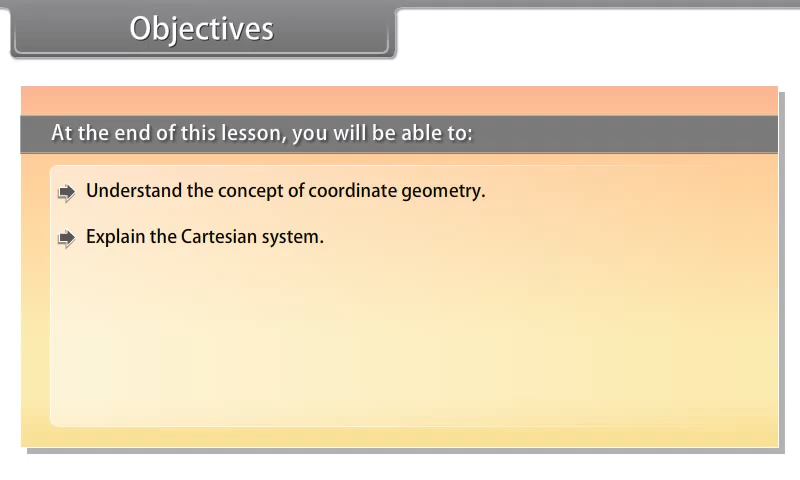 Objectives
At the end of this lesson, you will be able to:
Understand the concept of coordinate geometry.
Explain the Cartesian system.